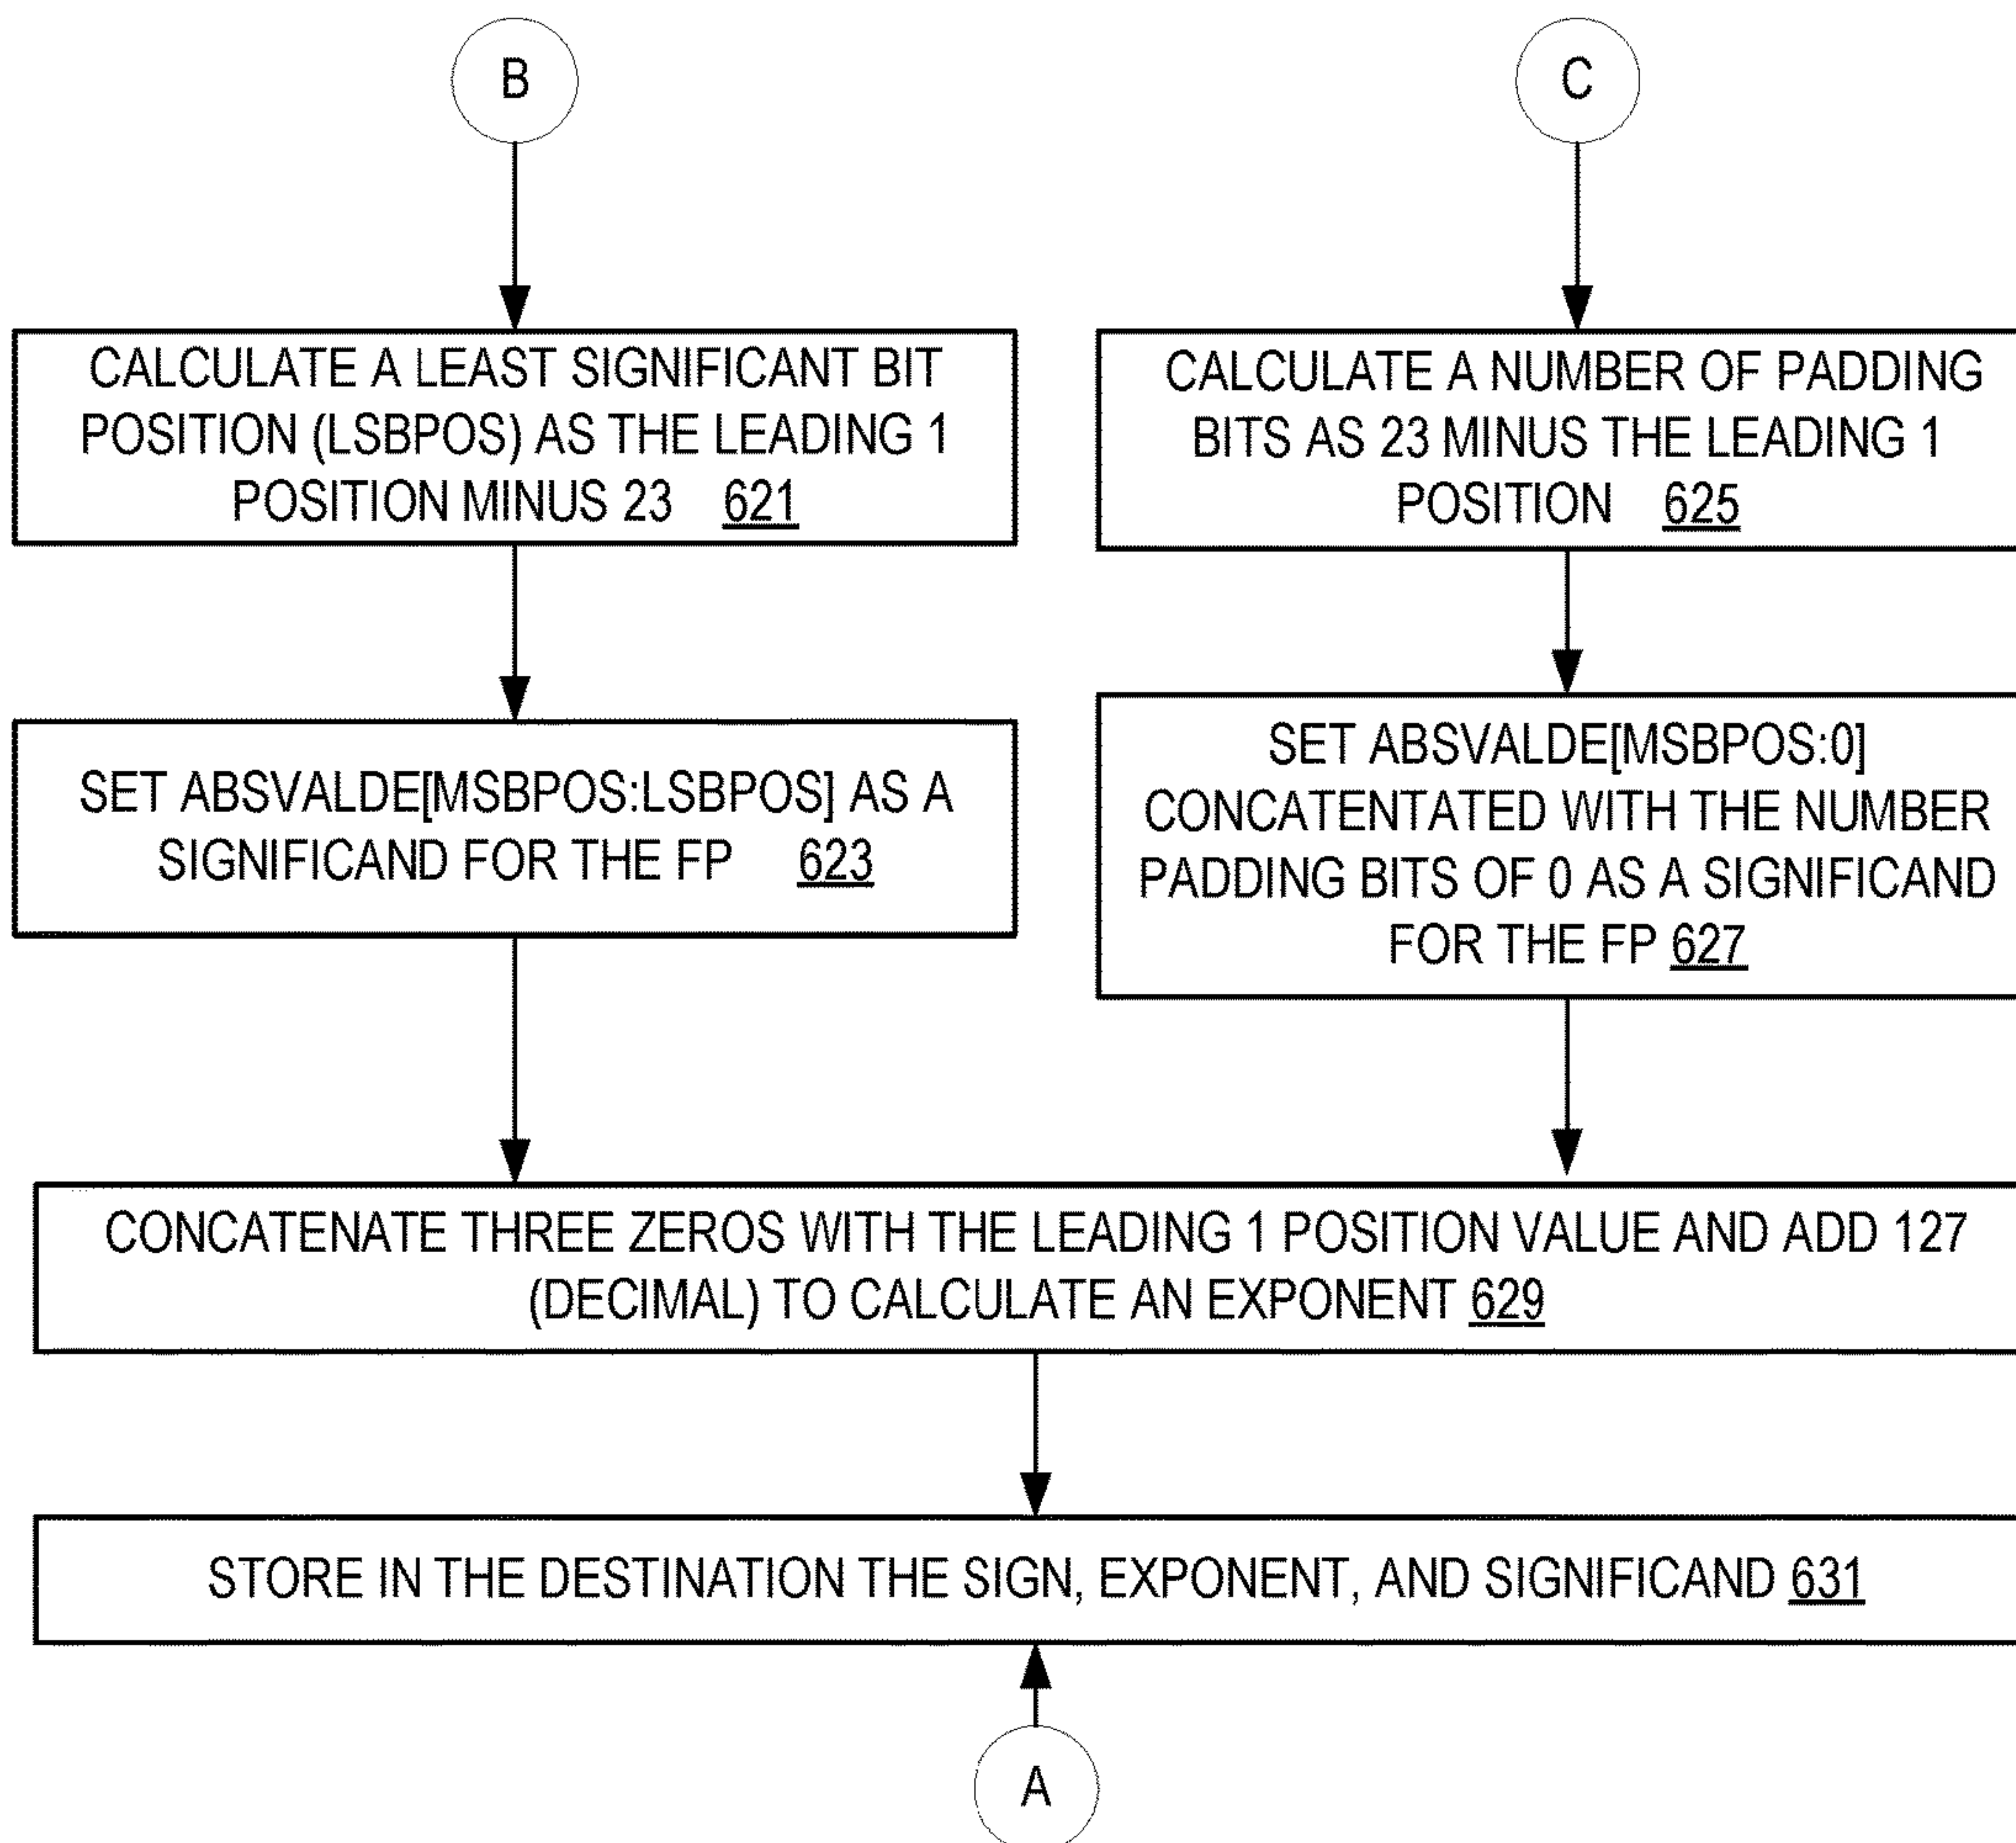 B
CALCULATE A LEAST SIGNIFICANT BIT
POSITION (LSBPOS) AS THE LEADING 1
POSITION MINUS 23 621
SET ABSVALDE[MSBPOS:LSBPOS] AS A
SIGNIFICAND FOR THE FP 623
C
CALCULATE A NUMBER OF PADDING
BITS AS 23 MINUS THE LEADING 1
POSITION 625
SET ABSVALDE[MSBPOS:0]
CONCATENTATED WITH THE NUMBER
PADDING BITS OF 0 AS A SIGNIFICAND
FOR THE FP 627
CONCATENATE THREE ZEROS WITH THE LEADING 1 POSITION VALUE AND ADD 127
(DECIMAL) TO CALCULATE AN EXPONENT 629
STORE IN THE DESTINATION THE SIGN, EXPONENT, AND SIGNIFICAND 631
A